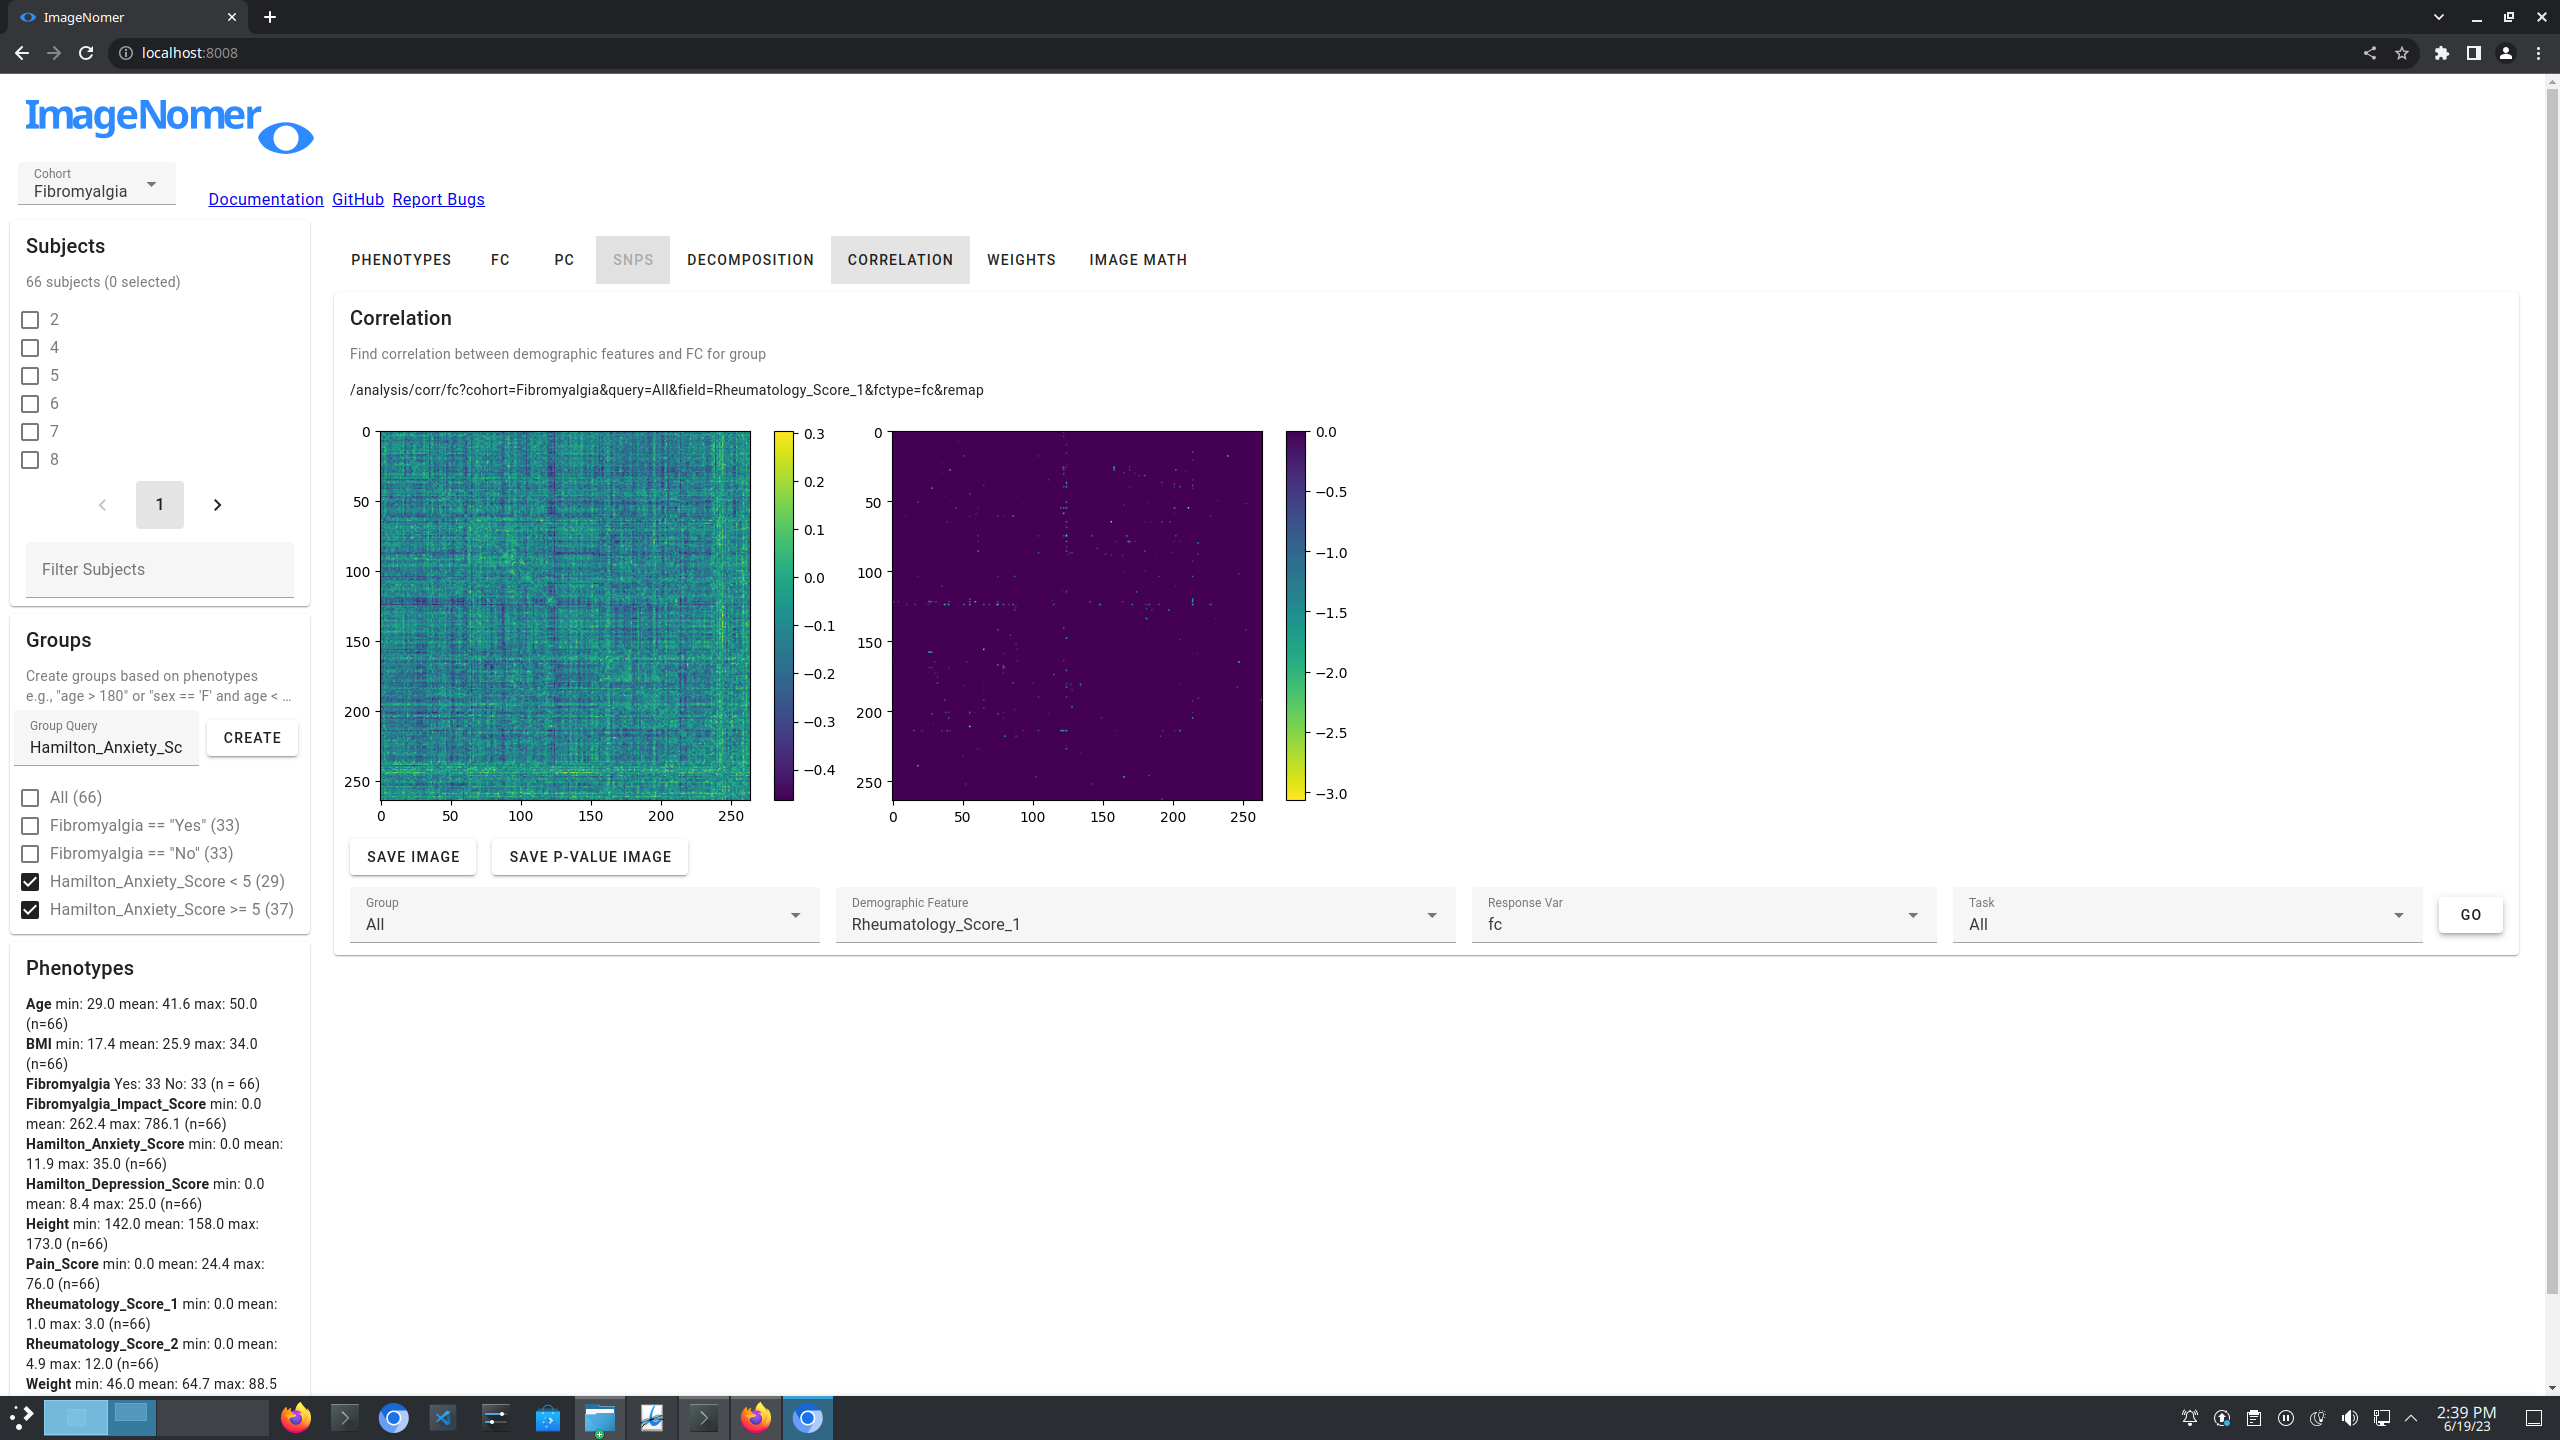 ImageNomer
localhost:8008
ImageNomer
Cohort
Fibromyalgia
Documentation GitHub Report Bugs
Subjects
66 subjects (0 selected)
2
4
5
6
7
8
1
Filter Subjects
Groups
Create groups based on phenotypes
e.g., "age > 180" or "sex == 'F' and age < ...
Group Query
Hamilton_Anxiety_Sc
CREATE
All (66)
Fibromyalgia == "Yes" (33)
Fibromyalgia == "No" (33)
Hamilton_Anxiety_Score < 5 (29)
Hamilton_Anxiety_Score >= 5 (37)
Phenotypes
Age min: 29.0 mean: 41.6 max: 50.0
(n=66)
BMI min: 17.4 mean: 25.9 max: 34.0
(n=66)
Fibromyalgia Yes: 33 No: 33 (n = 66)
Fibromyalgia_Impact_Score min: 0.0
mean: 262.4 max: 786.1 (n=66)
Hamilton_Anxiety_Score min: 0.0 mean:
11.9 max: 35.0 (n=66)
Hamilton_Depression_Score min: 0.0
mean: 8.4 max: 25.0 (n=66)
Height min: 142.0 mean: 158.0 max:
173.0 (n=66)
Pain_Score min: 0.0 mean: 24.4 max:
76.0 (n=66)
Rheumatology_Score_1 min: 0.0 mean:
1.0 max: 3.0 (n=66)
Rheumatology_Score_2 min: 0.0 mean:
4.9 max: 12.0 (n=66)
Weight min: 46.0 mean: 64.7 max: 88.5
PHENOTYPES FC PC SNPS DECOMPOSITION CORRELATION WEIGHTS IMAGE MATH
Correlation
Find correlation between demographic features and FC for group
/analysis/corr/fc?cohort=Fibromyalgia&query=All&field=Rheumatology_Score_1&fctype=fc&remap
0
50
100
150
200
250
0 50 100 150 200 250
0.3
0.2
0.1
0.0
−0.1
−0.2
−0.3
−0.4
0
50
100
150
200
250
0 50 100 150 200 250
0.0
−0.5
−1.0
−1.5
−2.0
−2.5
−3.0
SAVE IMAGE SAVE P-VALUE IMAGE
Group
All
Demographic Feature
Rheumatology_Score_1
Response Var
fc
Task
All
GO
2:39 PM
6/19/23